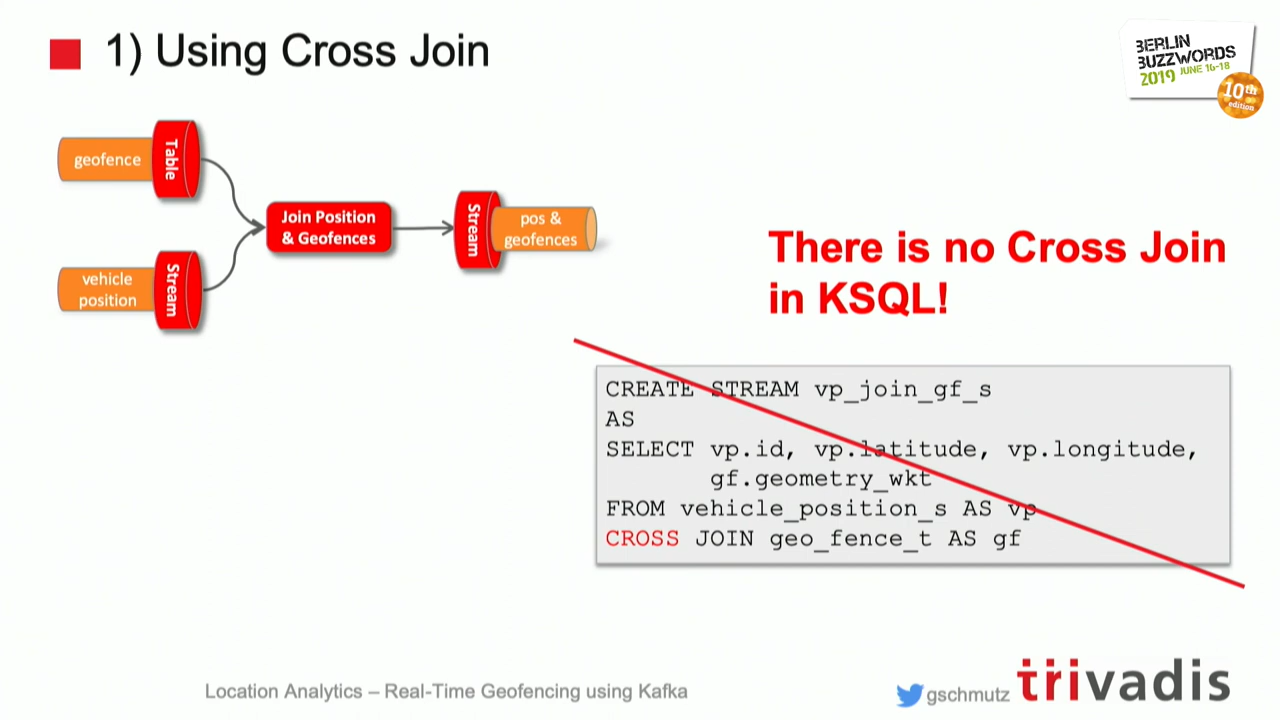 1) Using Cross Join
BERLIN
BUZZWORDS
2019 JUNE 16-18
10th
edition
geofence
Table
vehicle
position
Stream
Join Position
& Geofences
Stream
pos &
geofences
There is no Cross Join
in KSQL!
CREATE STREAM vp_join_gf_s
AS
SELECT vp.id, vp.latitude, vp.longitude,
gf.geometry_wkt
FROM vehicle_position_s AS vp
CROSS JOIN geo_fence_t AS gf
Location Analytics – Real-Time Geofencing using Kafka
gschmutz
trivadis